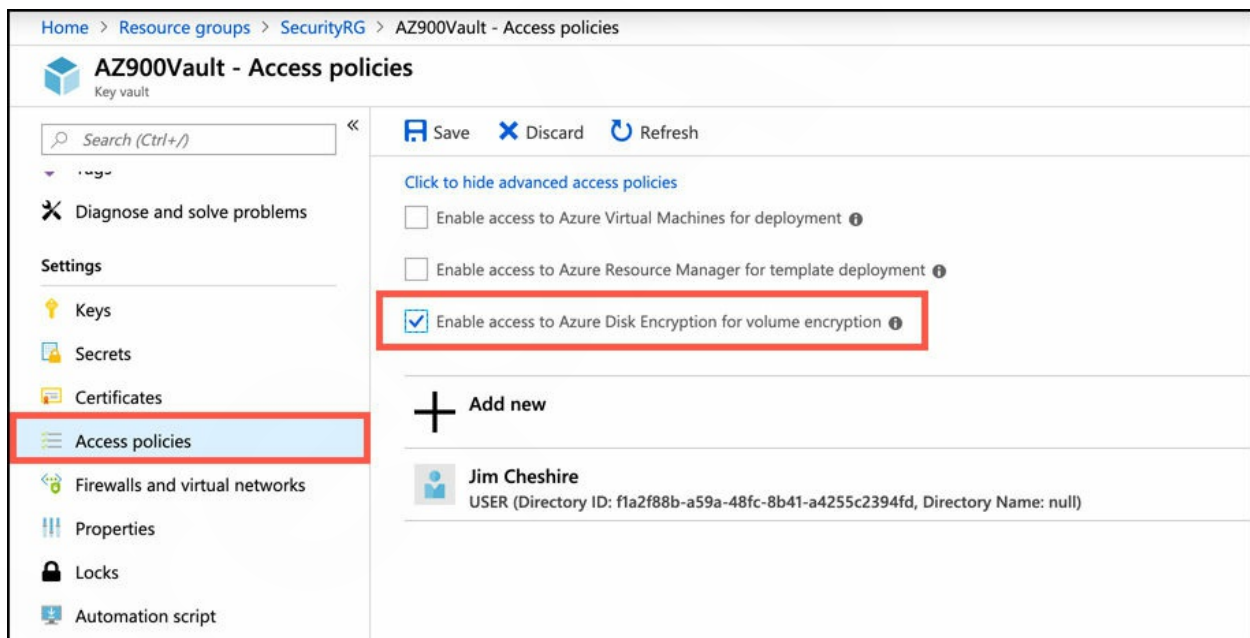 Home > Resource groups > SecurityRG > AZ900Vault - Access policies
AZ900Vault - Access policies
Key vault
Search (Ctrl+/)
«
Tags
Diagnose and solve problems
Settings
Keys
Secrets
Certificates
Access policies
Firewalls and virtual networks
Properties
Locks
Automation script
Save Discard Refresh
Click to hide advanced access policies
Enable access to Azure Virtual Machines for deployment
Enable access to Azure Resource Manager for template deployment
Enable access to Azure Disk Encryption for volume encryption
Add new
Jim Cheshire
USER (Directory ID: f1a2f88b-a59a-48fc-8b41-a4255c2394fd, Directory Name: null)